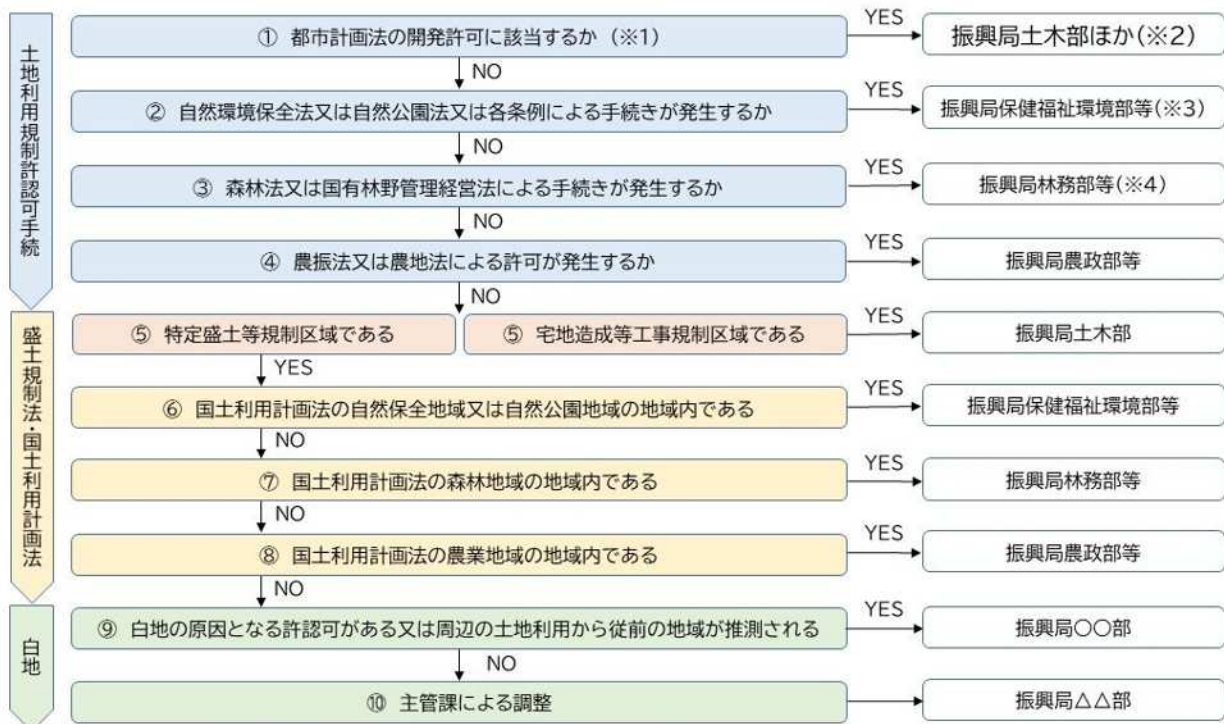 土地利用規制許認可手続
① 都市計画法の開発許可に該当するか（※1）
YES
振興局土木部ほか(※2)
NO
② 自然環境保全法又は自然公園法又は各条例による手続きが発生するか
YES
振興局保健福祉環境部等(※3)
NO
③ 森林法又は国有林野管理経営法による手続きが発生するか
YES
振興局林務部等(※4)
NO
④ 農振法又は農地法による許可が発生するか
YES
振興局農政部等
NO
盛土規制法・国土利用計画法
⑤ 特定盛土等規制区域である
⑤ 宅地造成等工事規制区域である
YES
振興局土木部
YES
⑥ 国土利用計画法の自然保全地域又は自然公園地域の地域内である
YES
振興局保健福祉環境部等
NO
⑦ 国土利用計画法の森林地域の地域内である
YES
振興局林務部等
NO
⑧ 国土利用計画法の農業地域の地域内である
YES
振興局農政部等
NO
白地
⑨ 白地の原因となる許認可がある又は周辺の土地利用から従前の地域が推測される
YES
振興局〇〇部
NO
⑩ 主管課による調整
振興局△△部